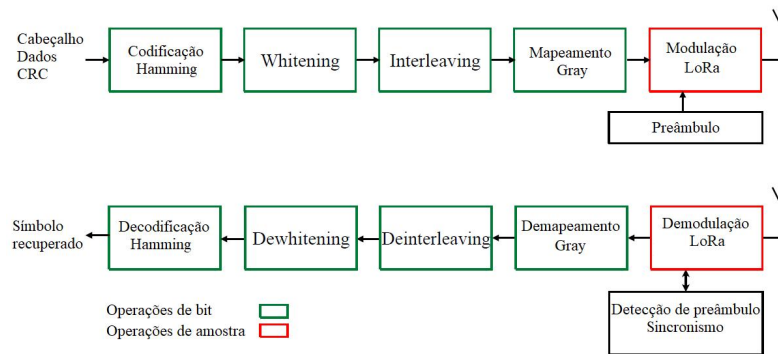 Cabeçalho
Dados
CRC
Codificação
Hamming
Whitening
Interleaving
Mapeamento
Gray
Modulação
LoRa
Preâmbulo
Símbolo
recuperado
Decodificação
Hamming
Dewhitening
Deinterleaving
Demapeamento
Gray
Demodulação
LoRa
Detecção de preâmbulo
Sincronismo
Operações de bit
Operações de amostra